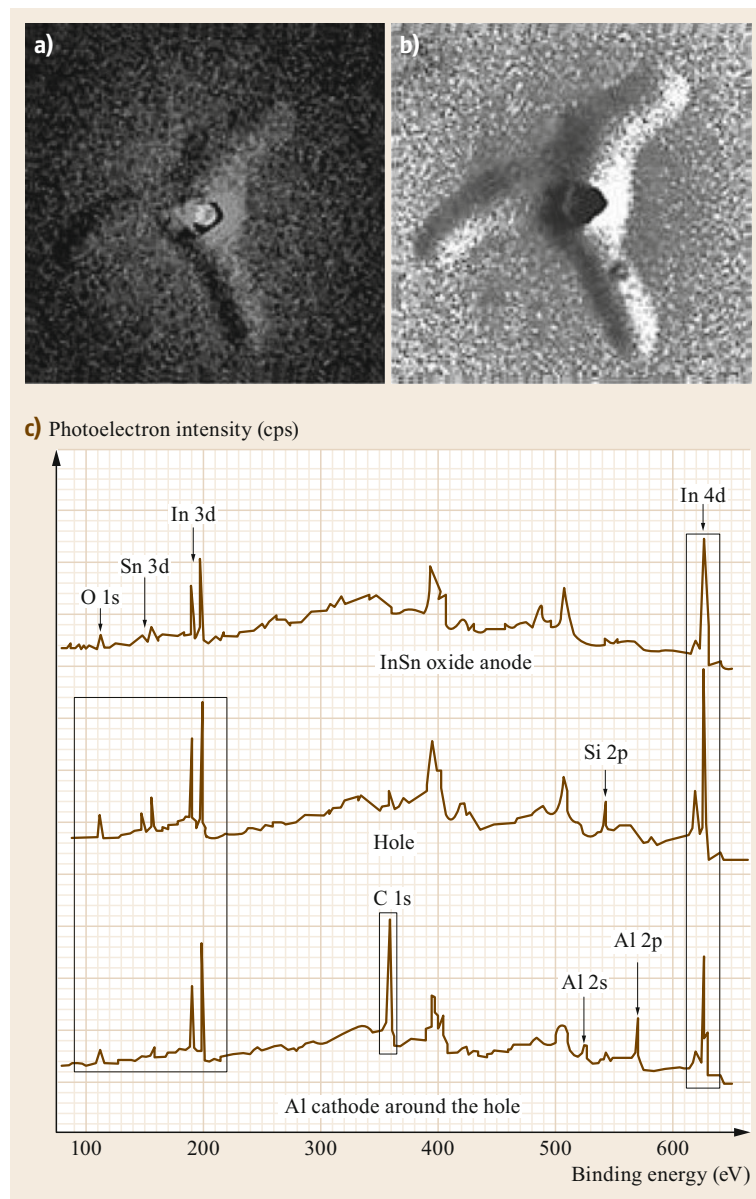 a)
b)
c) Photoelectron intensity (cps)
In 4d
In 3d
Sn 3d
O 1s
InSn oxide anode
Si 2p
Hole
C 1s
Al 2p
Al 2s
Al cathode around the hole
100 200 300 400 500 600
Binding energy (eV)